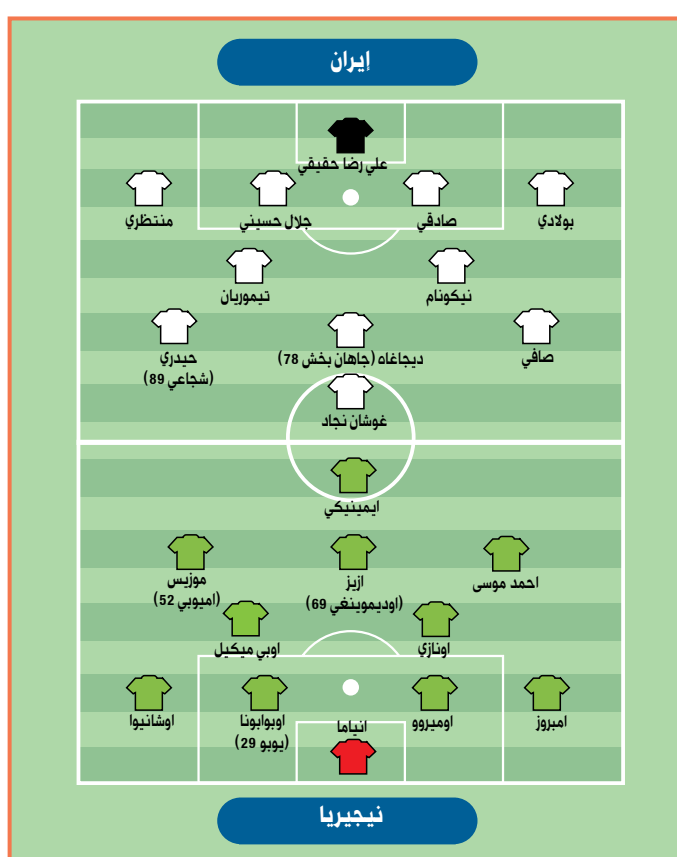 إيران
علي رضا حقيقي
بولادي
صادقي
جلال حسيني
منتظري
نيكونام
تيموريان
صافي
ديجاغاه (جاهان بخش 78)
حيدري
(شجاعي 89)
غوشان نجاد
ايمينيكي
احمد موسى
ازيز
(اوديموينغي 69)
موزيس
(اميوبي 52)
اونازي
اوبي ميكيل
امبروز
اوميروو
انياما
اوبوابونا
(يوبو 29)
اوشانيوا
نيجيريا